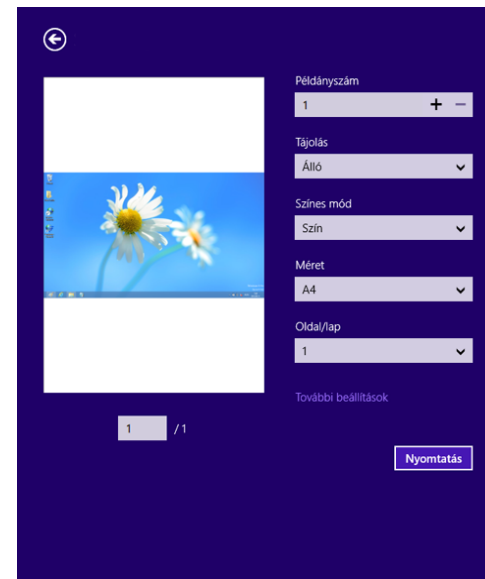 Példányszám
1
Tájolás
Álló
Színes mód
Szín
Méret
A4
Oldal/lap
1
További beállítások
1 / 1
Nyomtatás